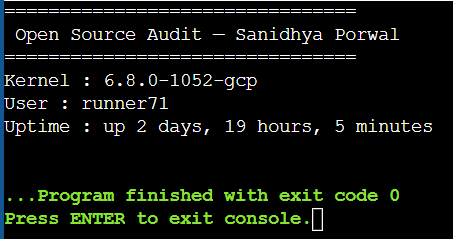 ================================
Open Source Audit — Sanidhya Porwal
================================
Kernel : 6.8.0-1052-gcp
User : runner71
Uptime : up 2 days, 19 hours, 5 minutes
...Program finished with exit code 0
Press ENTER to exit console.